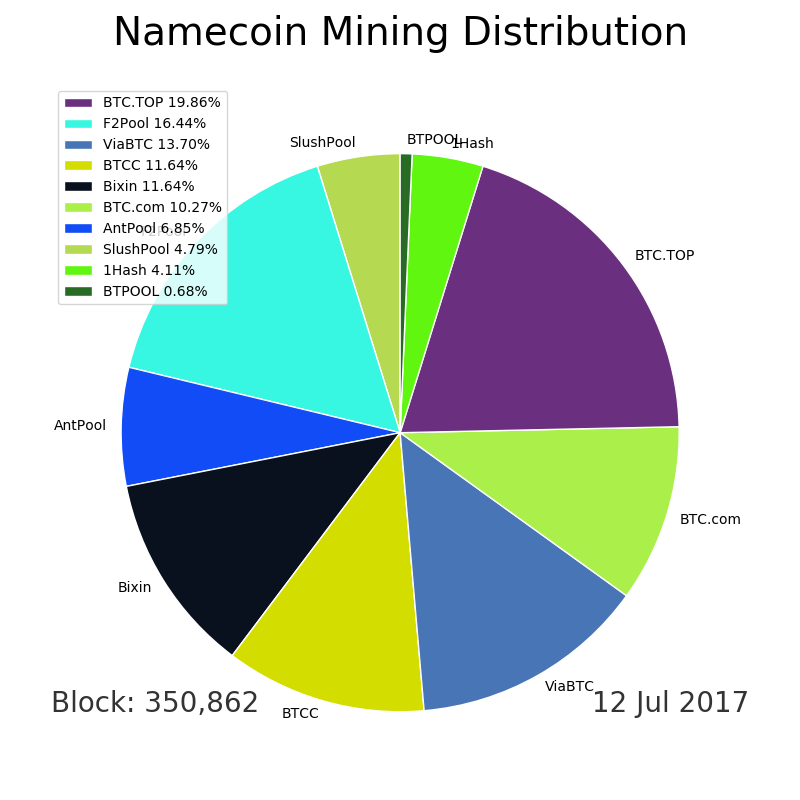 Namecoin Mining Distribution
BTC.TOP 19.86%
F2Pool 16.44%
ViaBTC 13.70%
BTCC 11.64%
Bixin 11.64%
BTC.com 10.27%
AntPool 6.85%
SlushPool 4.79%
1Hash 4.11%
BTPOOL 0.68%
SlushPool
BTPOOL
1Hash
BTC.TOP
F2Pool
AntPool
BTC.com
Bixin
ViaBTC
BTCC
Block: 350,862
12 Jul 2017